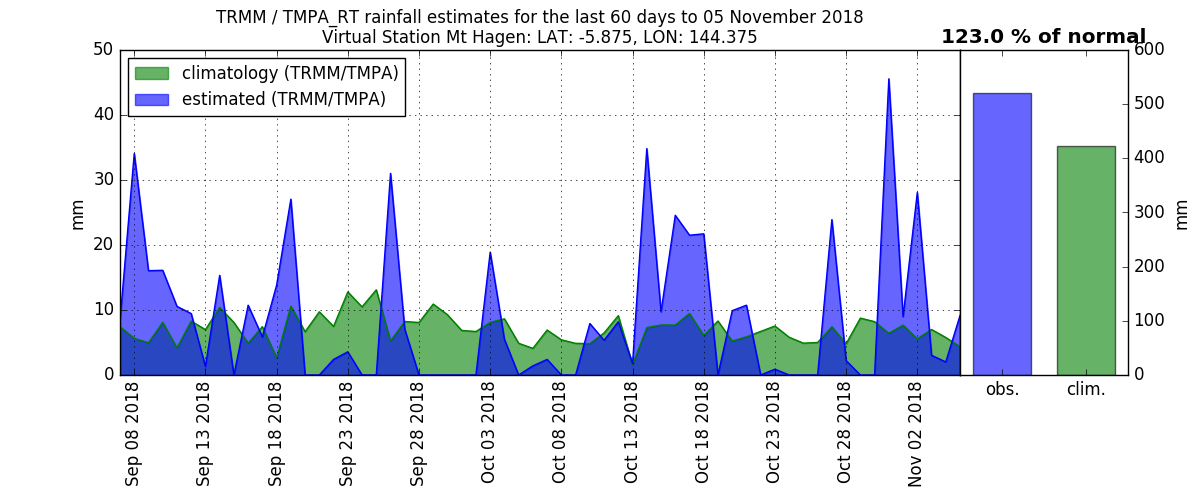 TRMM / TMPA_RT rainfall estimates for the last 60 days to 05 November 2018
Virtual Station Mt Hagen: LAT: -5.875, LON: 144.375
123.0 % of normal
climatology (TRMM/TMPA)
estimated (TRMM/TMPA)
50
40
30
20
10
0
mm
Sep 08 2018
Sep 13 2018
Sep 18 2018
Sep 23 2018
Sep 28 2018
Oct 03 2018
Oct 08 2018
Oct 13 2018
Oct 18 2018
Oct 23 2018
Oct 28 2018
Nov 02 2018
obs.
clim.
600
500
400
300
200
100
0
mm